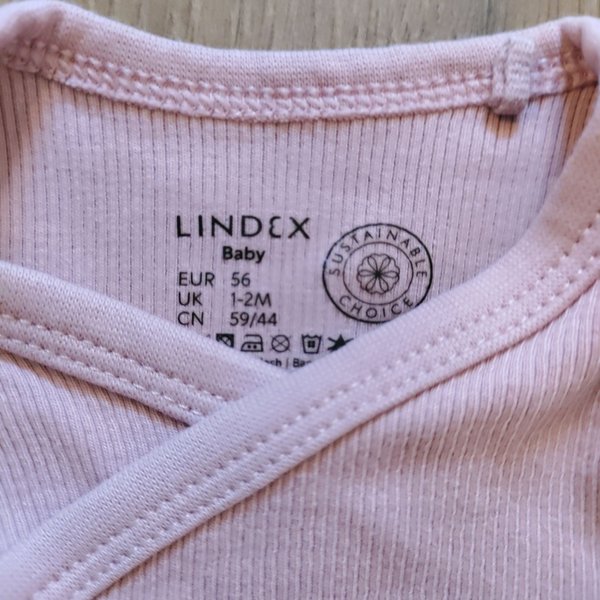 LINDEX
Baby
EUR 56
UK 1-2M
CN 59/44
SUSTAINABLE
CHOICE